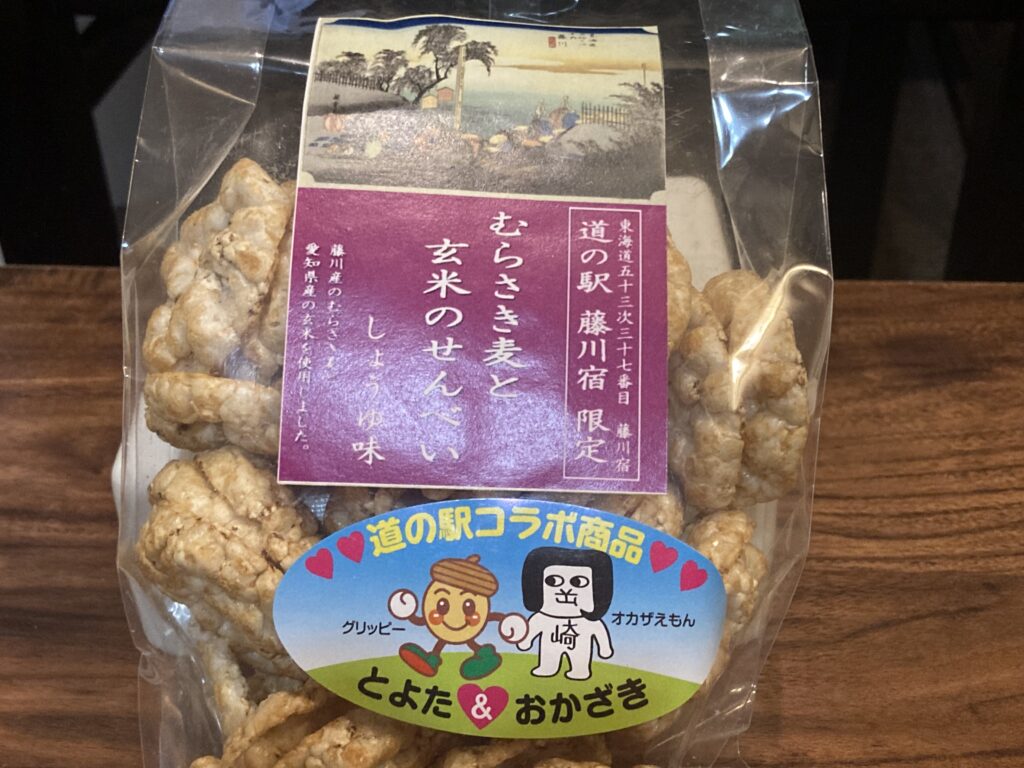 東海道五十三次三十七番目 藤川宿
道の駅 藤川宿 限定
むらさき麦と
玄米のせんべい
しょうゆ味
藤川産のむらさき麦
愛知県産の玄米を使用しました。
道の駅コラボ商品
グリッピー
オカザえもん
岡
崎
とよた&おかざき